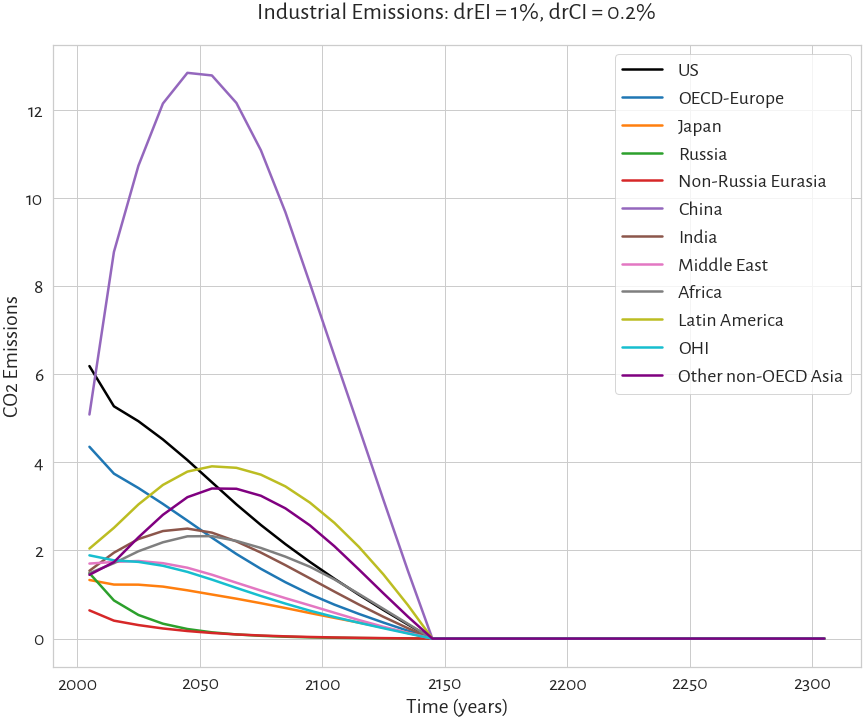 Industrial Emissions: drEI = 1%, drCI = 0.2%
US
OECD-Europe
Japan
Russia
Non-Russia Eurasia
China
India
Middle East
Africa
Latin America
OHI
Other non-OECD Asia
CO2 Emissions
12
10
8
6
4
2
0
2000
2050
2100
2150
2200
2250
2300
Time (years)